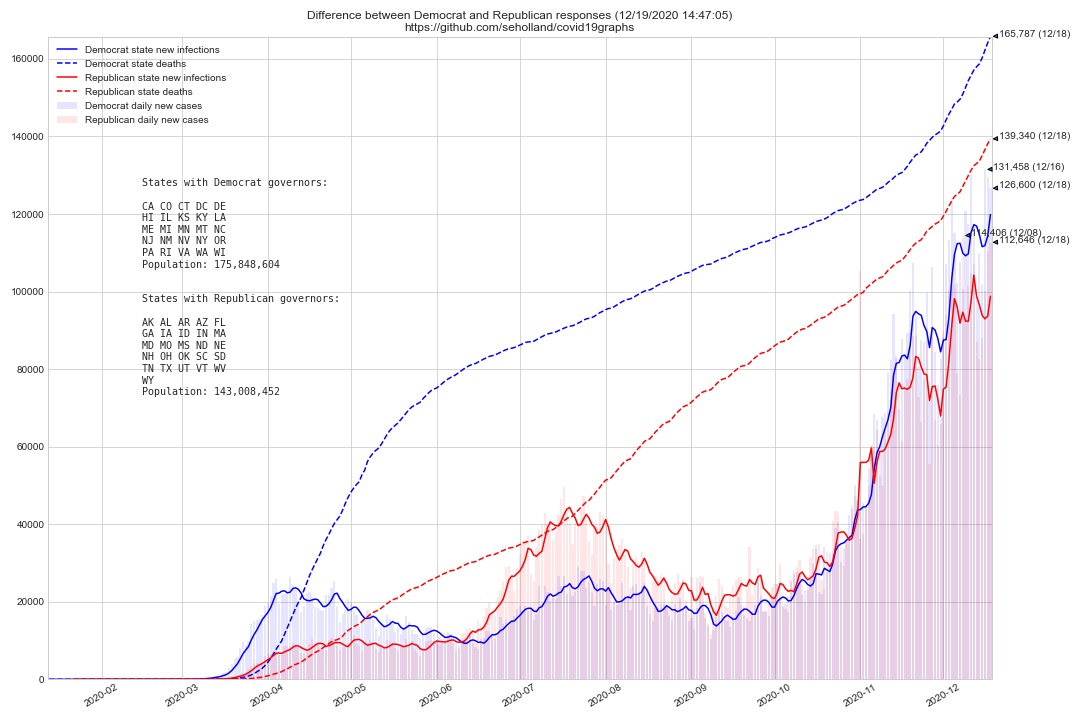 Difference between Democrat and Republican responses (12/19/2020 14:47:05)
https://github.com/seholland/covid19graphs
Democrat state new infections
Democrat state deaths
Republican state new infections
Republican state deaths
Democrat daily new cases
Republican daily new cases
States with Democrat governors:
CA CO CT DC DE
HI IL KS KY LA
ME MI MN MT NC
NJ NM NV NY OR
PA RI VA WA WI
Population: 175,848,604
States with Republican governors:
AK AL AR AZ FL
GA IA ID IN MA
MD MO MS ND NE
NH OH OK SC SD
TN TX UT VT WV
WY
Population: 143,008,452
165,787 (12/18)
139,340 (12/18)
131,458 (12/16)
126,600 (12/18)
114,406 (12/08)
112,646 (12/18)
160000
140000
120000
100000
80000
60000
40000
20000
0
2020-02
2020-03
2020-04
2020-05
2020-06
2020-07
2020-08
2020-09
2020-10
2020-11
2020-12